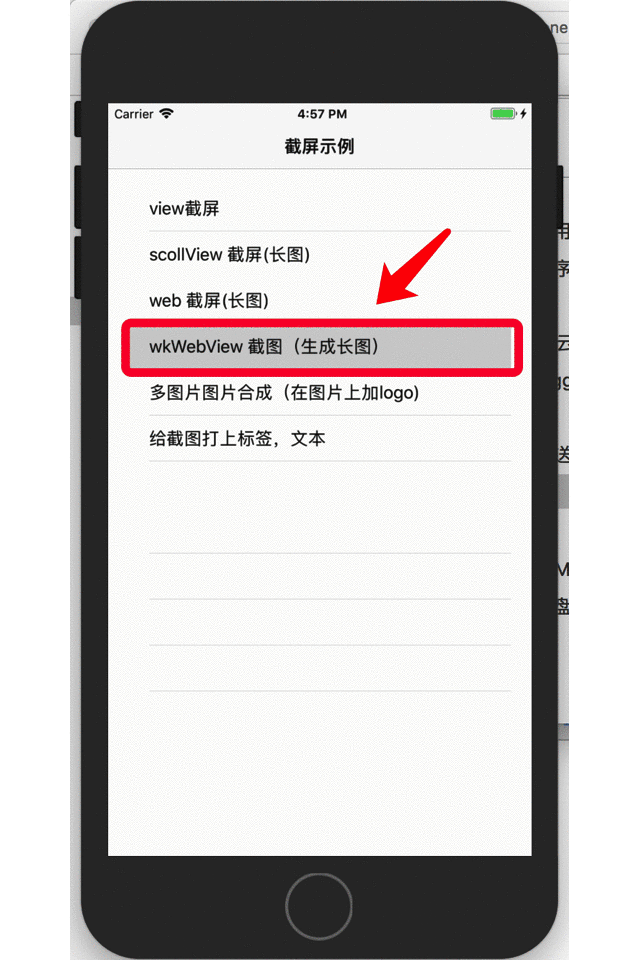 Carrier 4:57 PM
截屏示例
view截屏
scollView 截屏(长图)
web 截屏(长图)
wkWebView 截图（生成长图）
多图片图片合成（在图片上加logo)
给截图打上标签，文本